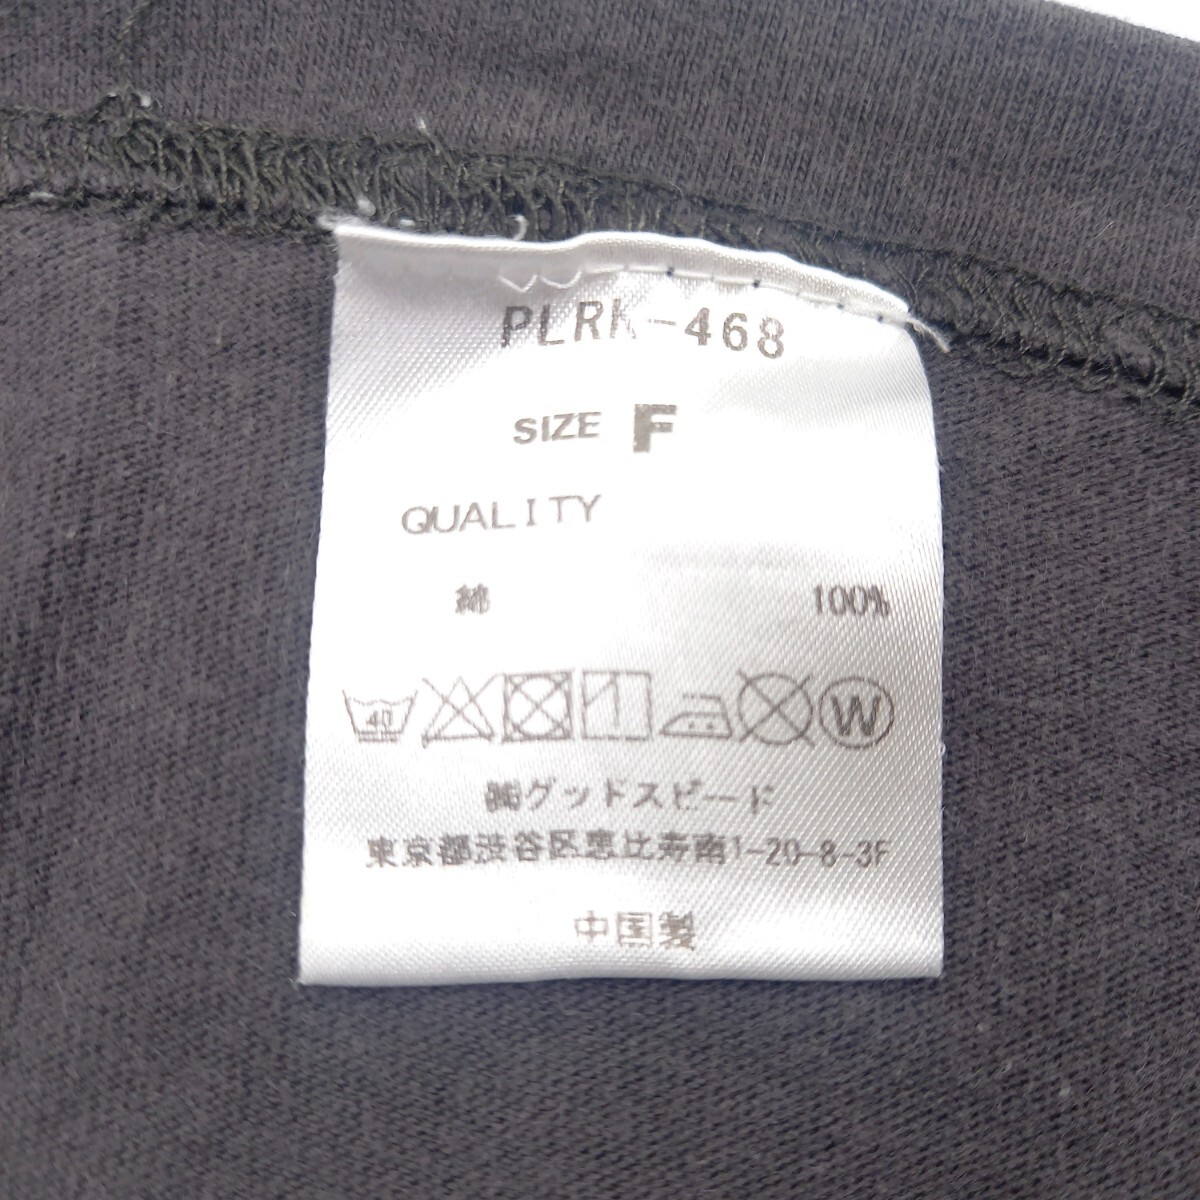 PLRK-468
SIZE F
QUALITY
綿 100%
40 W
㈱グッドスピード
東京都渋谷区恵比寿南1-20-8-3F
中国製